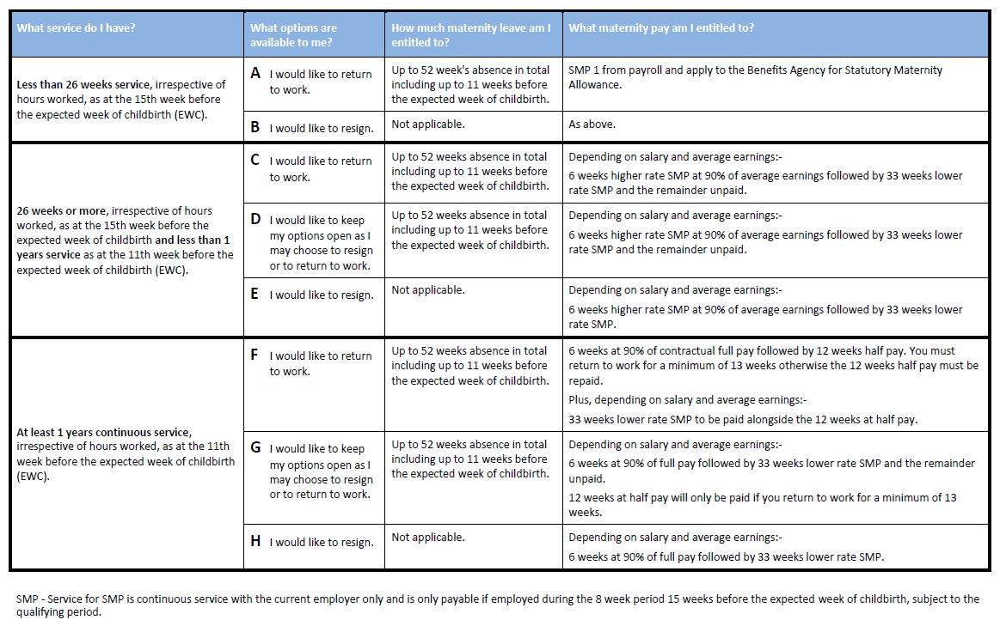 What service do I have?
What options are
available to me?
How much maternity leave am I
entitled to?
What maternity pay am I entitled to?
Less than 26 weeks service, irrespective of
hours worked, as at the 15th week before
the expected week of childbirth (EWC).
A I would like to return
to work.
Up to 52 week's absence in total
including up to 11 weeks before
the expected week of childbirth.
SMP 1 from payroll and apply to the Benefits Agency for Statutory Maternity
Allowance.
B I would like to resign.
Not applicable.
As above.
26 weeks or more, irrespective of hours
worked, as at the 15th week before the
expected week of childbirth and less than 1
years service as at the 11th week before the
expected week of childbirth (EWC).
C I would like to return
to work.
Up to 52 weeks absence in total
including up to 11 weeks before
the expected week of childbirth.
Depending on salary and average earnings:-
6 weeks higher rate SMP at 90% of average earnings followed by 33 weeks lower
rate SMP and the remainder unpaid.
D I would like to keep
my options open as I
may choose to resign
or to return to work.
Up to 52 weeks absence in total
including up to 11 weeks before
the expected week of childbirth.
Depending on salary and average earnings:-
6 weeks higher rate SMP at 90% of average earnings followed by 33 weeks lower
rate SMP and the remainder unpaid.
E I would like to resign.
Not applicable.
Depending on salary and average earnings:-
6 weeks higher rate SMP at 90% of average earnings followed by 33 weeks lower
rate SMP.
At least 1 years continuous service,
irrespective of hours worked, as at the 11th
week before the expected week of childbirth
(EWC).
F I would like to return
to work.
Up to 52 weeks absence in total
including up to 11 weeks before
the expected week of childbirth.
6 weeks at 90% of contractual full pay followed by 12 weeks half pay. You must
return to work for a minimum of 13 weeks otherwise the 12 weeks half pay must be
repaid.
Plus, depending on salary and average earnings:-
33 weeks lower rate SMP to be paid alongside the 12 weeks at half pay.
G I would like to keep
my options open as I
may choose to resign
or to return to work.
Up to 52 weeks absence in total
including up to 11 weeks before
the expected week of childbirth.
Depending on salary and average earnings:-
6 weeks at 90% of full pay followed by 33 weeks lower rate SMP and the remainder
unpaid.
12 weeks at half pay will only be paid if you return to work for a minimum of 13
weeks.
H I would like to resign.
Not applicable.
Depending on salary and average earnings:-
6 weeks at 90% of full pay followed by 33 weeks lower rate SMP.
SMP - Service for SMP is continuous service with the current employer only and is only payable if employed during the 8 week period 15 weeks before the expected week of childbirth, subject to the
qualifying period.